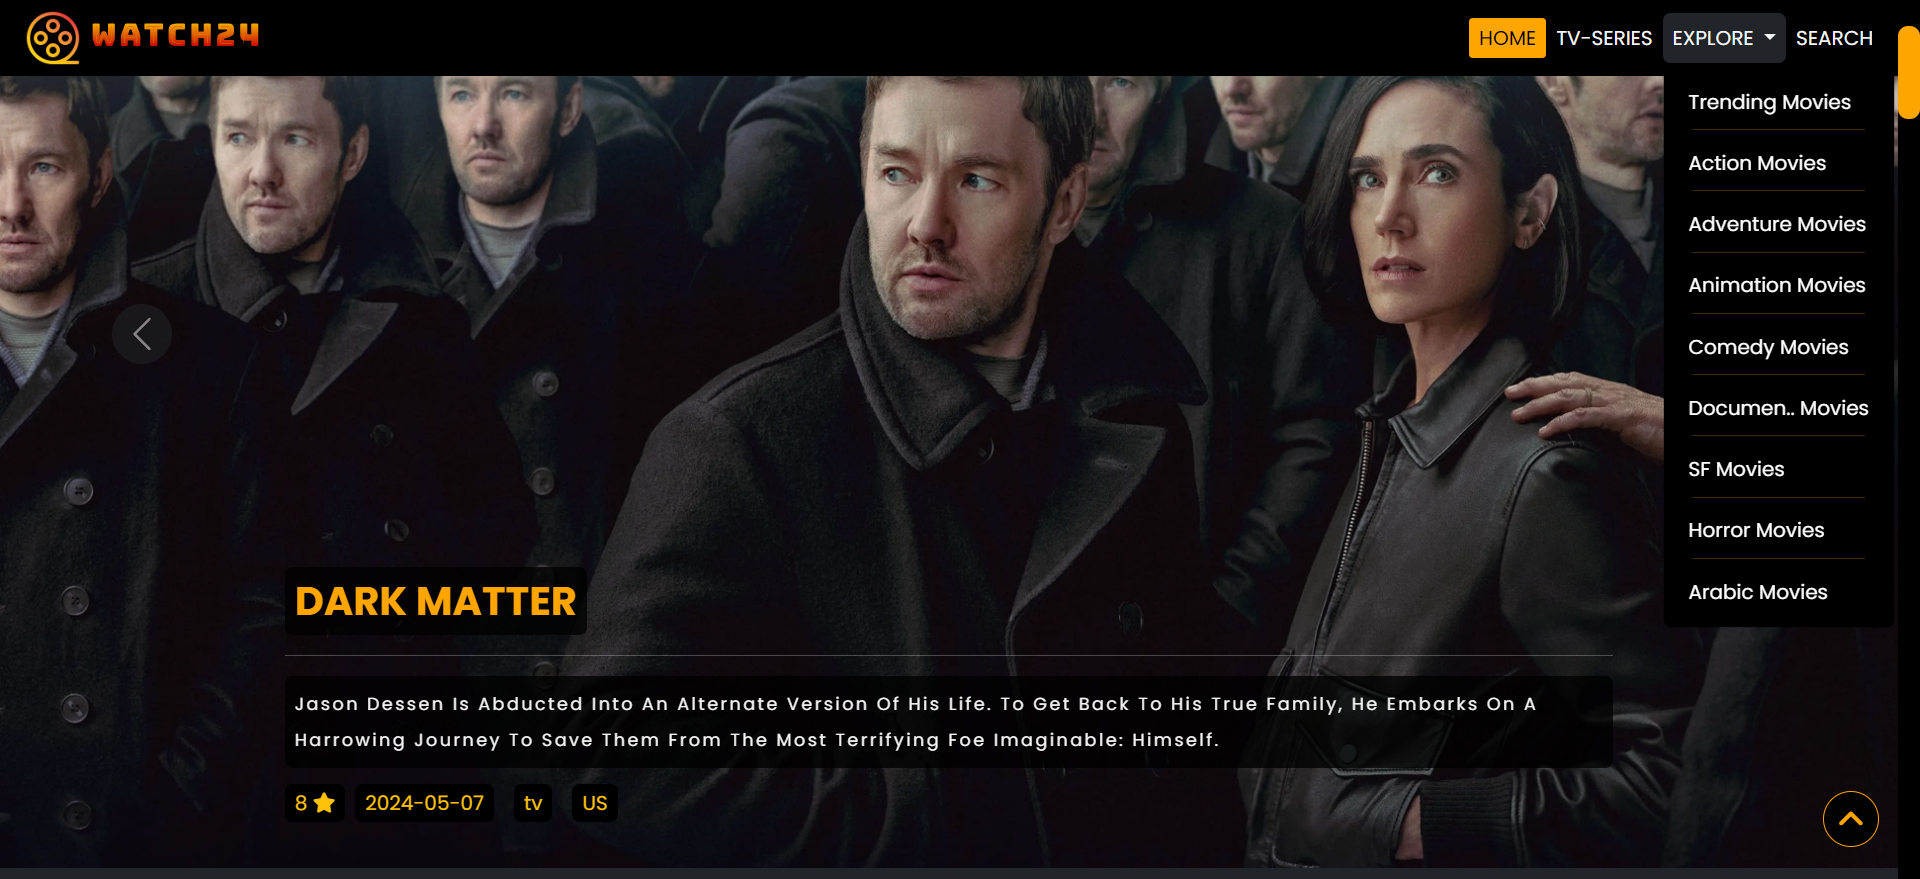 WATCH24
HOME TV-SERIES EXPLORE SEARCH
Trending Movies
Action Movies
Adventure Movies
Animation Movies
Comedy Movies
Documen.. Movies
SF Movies
Horror Movies
Arabic Movies
DARK MATTER
Jason Dessen Is Abducted Into An Alternate Version Of His Life. To Get Back To His True Family, He Embarks On A
Harrowing Journey To Save Them From The Most Terrifying Foe Imaginable: Himself.
8 2024-05-07 tv US